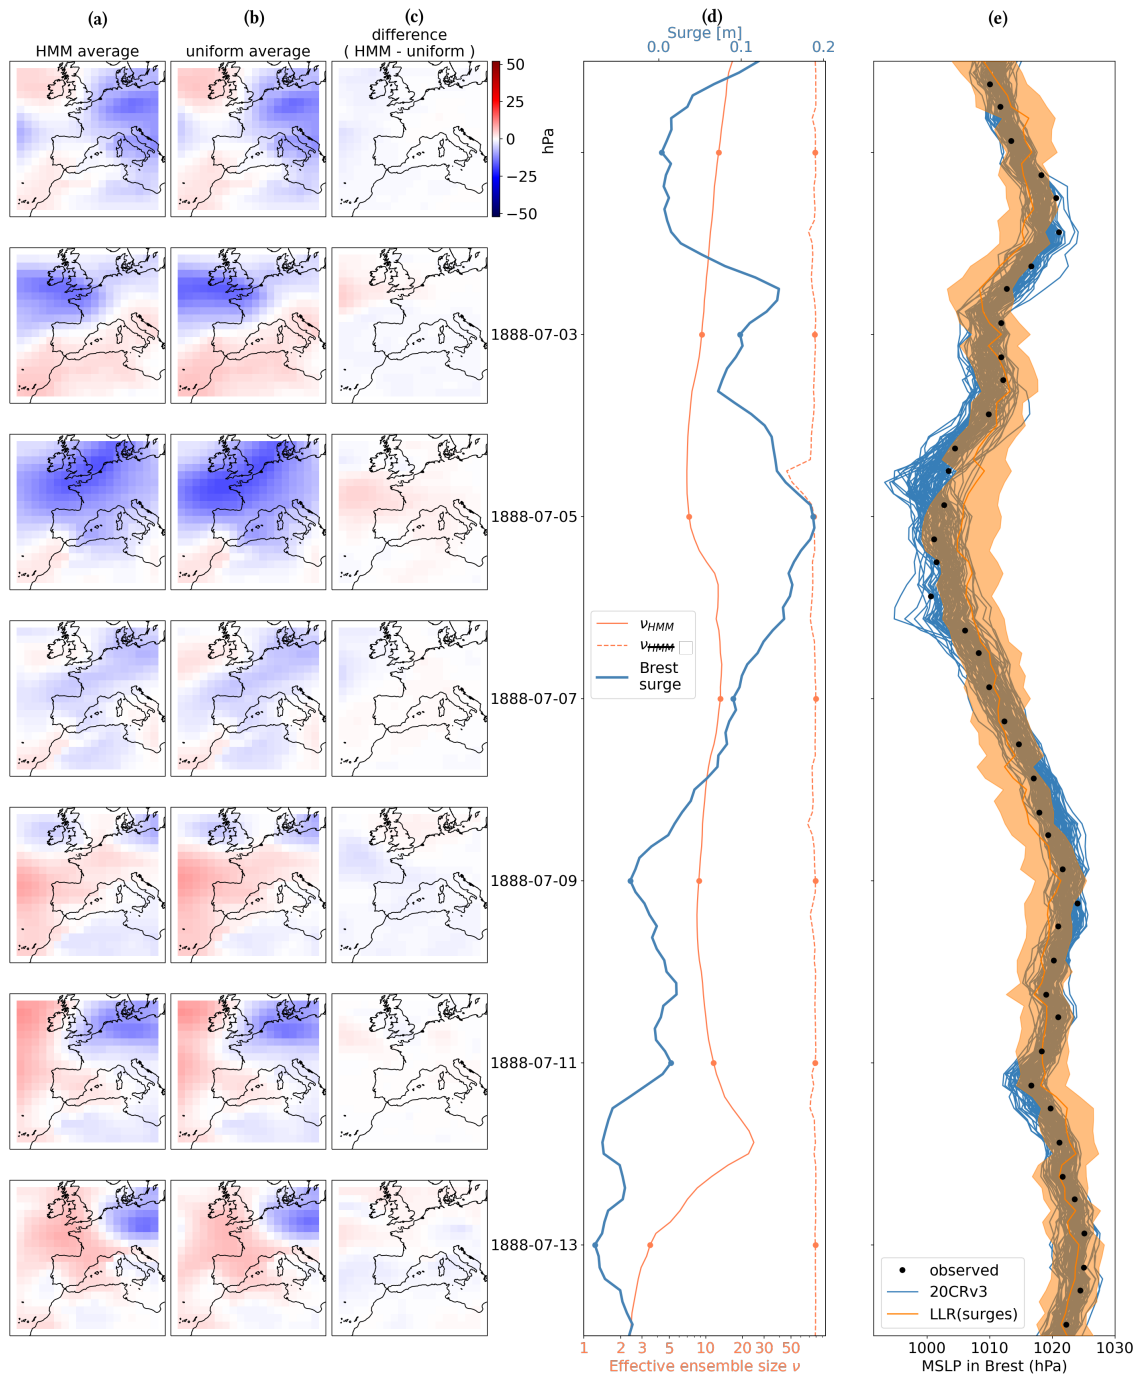 (a)
(b)
(c)
(d)
(e)
HMM average
uniform average
difference
( HMM - uniform )
50
25
0
−25
−50
hPa
Surge [m]
0.0
0.1
0.2
1888-07-03
1888-07-05
1888-07-07
1888-07-09
1888-07-11
1888-07-13
νHMM
νHMM
Brest
surge
1
2
3
5
10
20
30
50
Effective ensemble size ν
observed
20CRv3
LLR(surges)
1000
1010
1020
1030
MSLP in Brest (hPa)